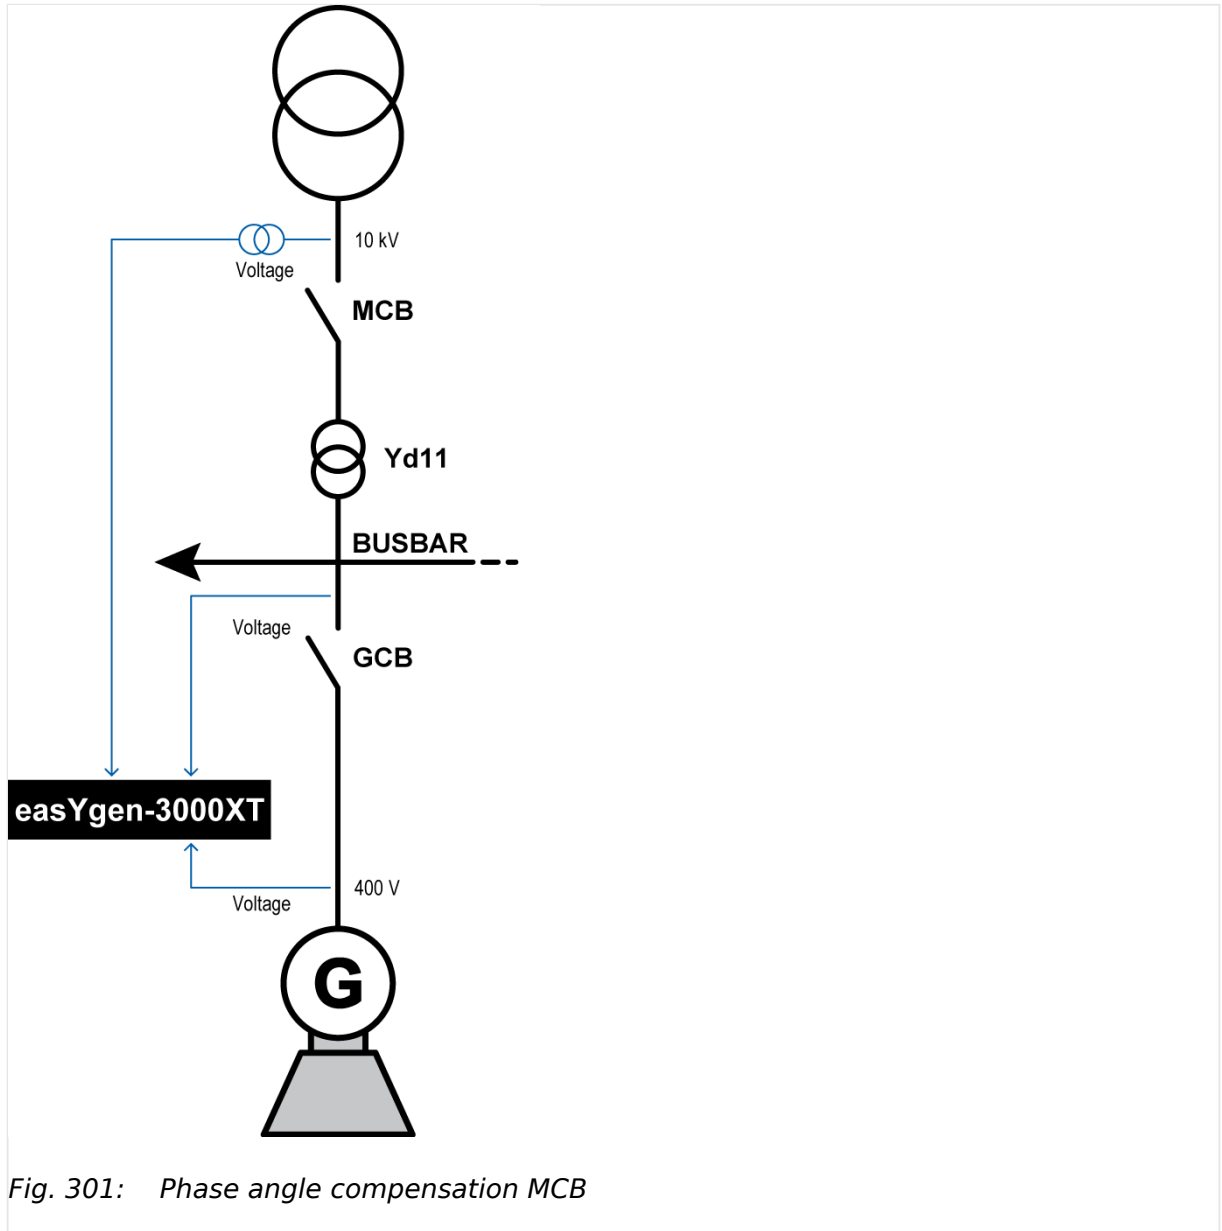 10 kV
Voltage
MCB
Yd11
BUSBAR
Voltage
GCB
easYgen-3000XT
400 V
Voltage
G
Fig. 301: Phase angle compensation MCB